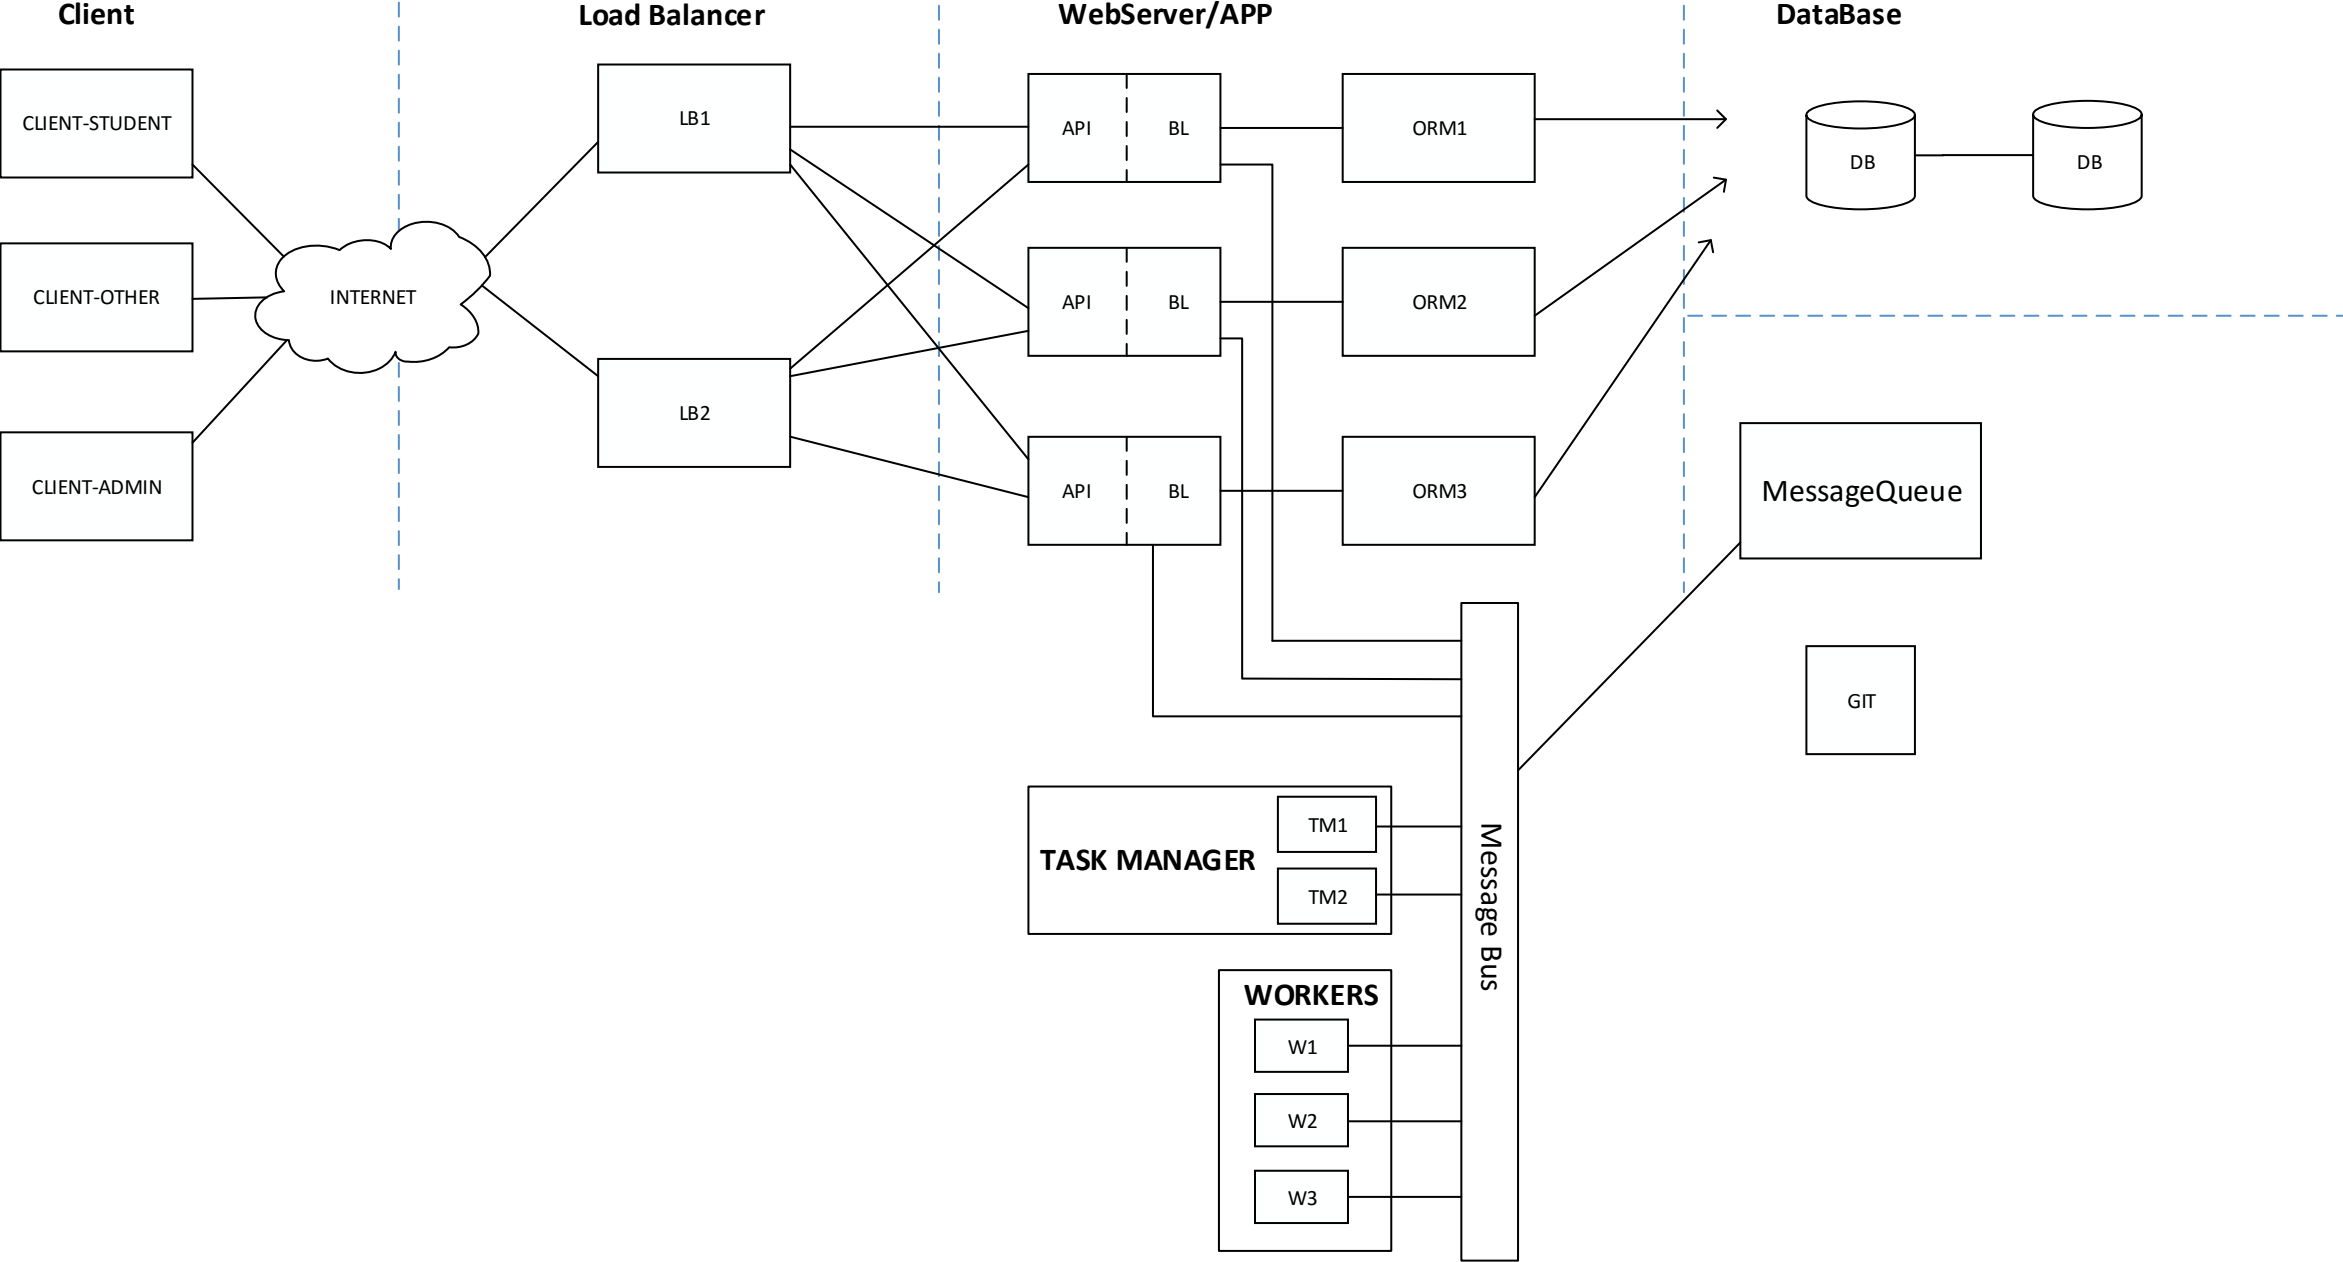 Client
Load Balancer
WebServer/APP
DataBase
CLIENT-STUDENT
CLIENT-OTHER
CLIENT-ADMIN
INTERNET
LB1
LB2
API
BL
ORM1
API
BL
ORM2
API
BL
ORM3
DB
DB
MessageQueue
GIT
Message Bus
TASK MANAGER
TM1
TM2
WORKERS
W1
W2
W3